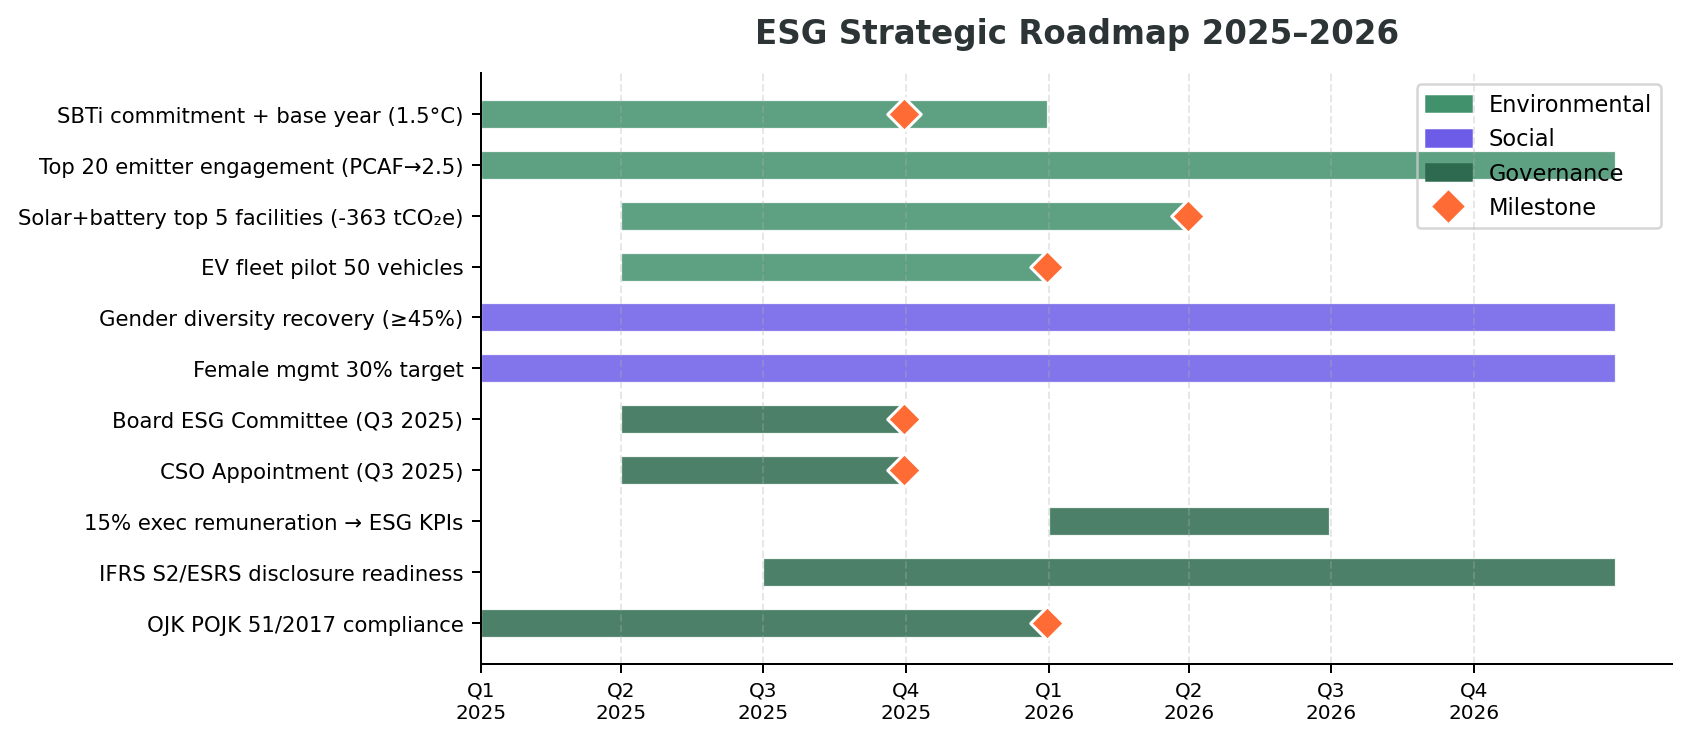 ESG Strategic Roadmap 2025–2026
SBTi commitment + base year (1.5°C)
Top 20 emitter engagement (PCAF→2.5)
Solar+battery top 5 facilities (-363 tCO₂e)
EV fleet pilot 50 vehicles
Gender diversity recovery (≥45%)
Female mgmt 30% target
Board ESG Committee (Q3 2025)
CSO Appointment (Q3 2025)
15% exec remuneration → ESG KPIs
IFRS S2/ESRS disclosure readiness
OJK POJK 51/2017 compliance
Environmental
Social
Governance
Milestone
Q1 Q2 Q3 Q4 Q1 Q2 Q3 Q4
2025 2025 2025 2025 2026 2026 2026 2026